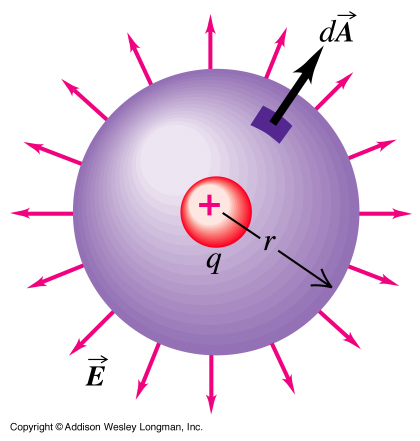 dA⃗
+
r
q
E⃗
Copyright © Addison Wesley Longman, Inc.